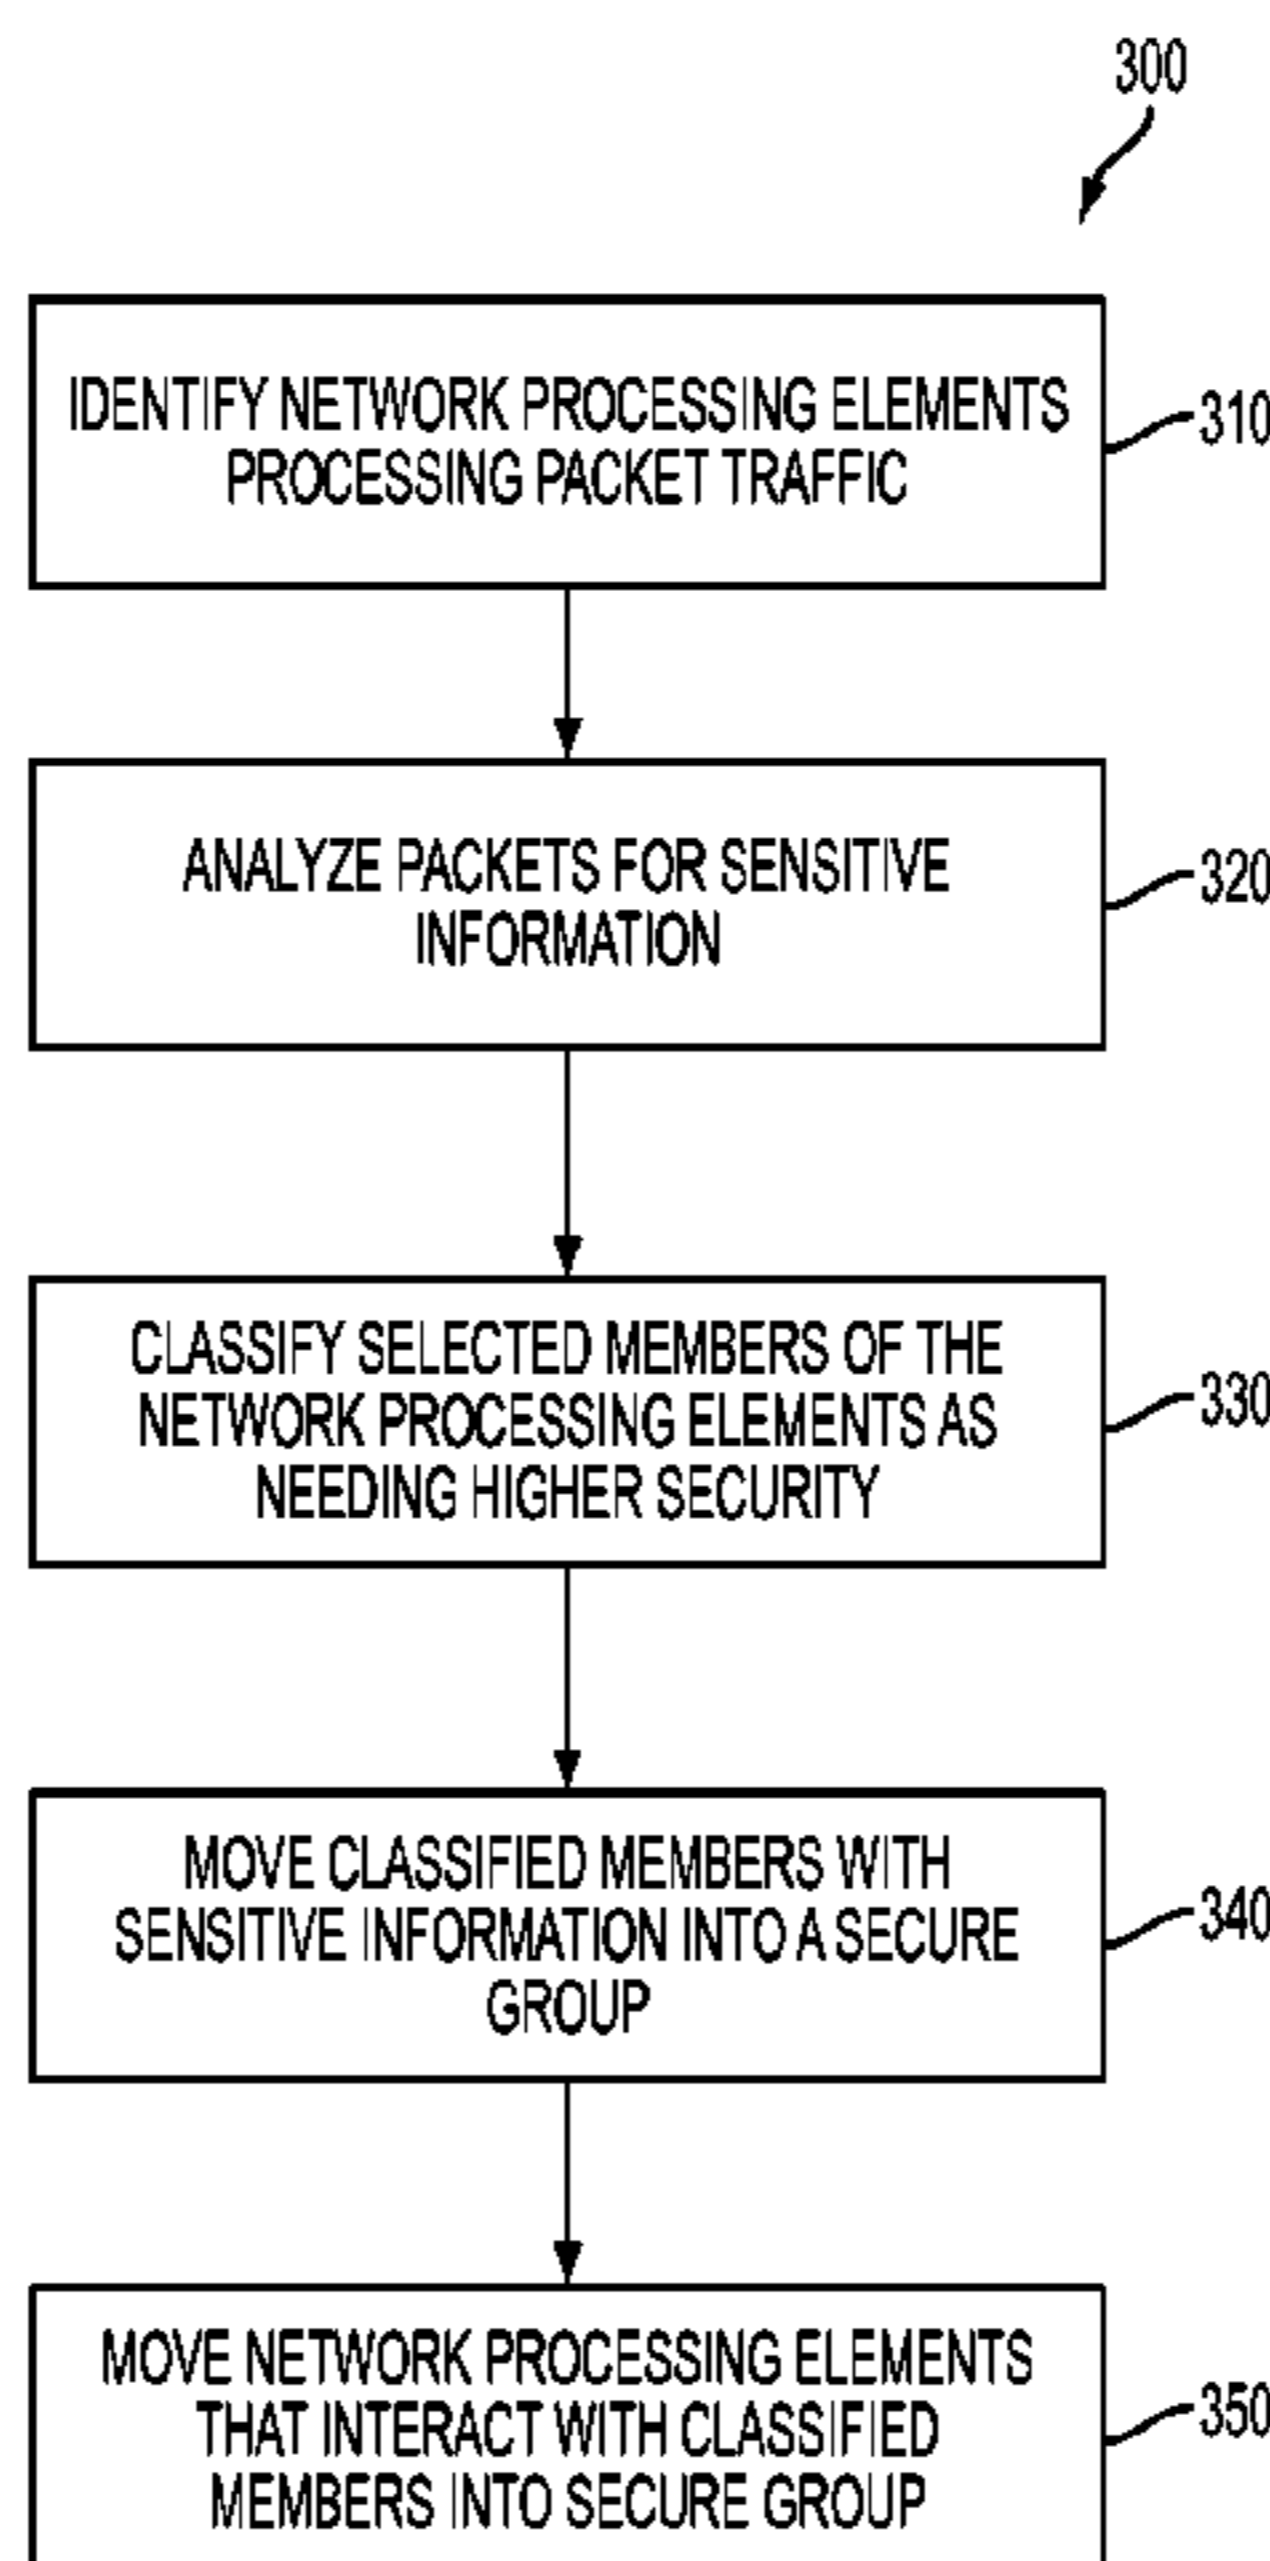 300
IDENTIFY NETWORK PROCESSING ELEMENTS
PROCESSING PACKET TRAFFIC
310
ANALYZE PACKETS FOR SENSITIVE
INFORMATION
320
CLASSIFY SELECTED MEMBERS OF THE
NETWORK PROCESSING ELEMENTS AS
NEEDING HIGHER SECURITY
330
MOVE CLASSIFIED MEMBERS WITH
SENSITIVE INFORMATION INTO A SECURE
GROUP
340
MOVE NETWORK PROCESSING ELEMENTS
THAT INTERACT WITH CLASSIFIED
MEMBERS INTO SECURE GROUP
350